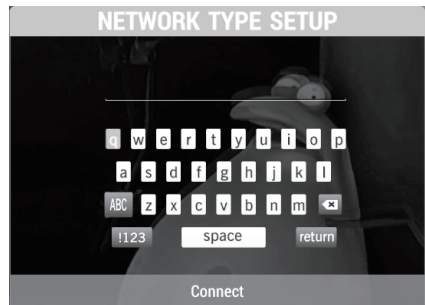 NETWORK TYPE SETUP
q w e r t y u i o p
a s d f g h j k l
ABC z x c v b n m
!123 space return
Connect